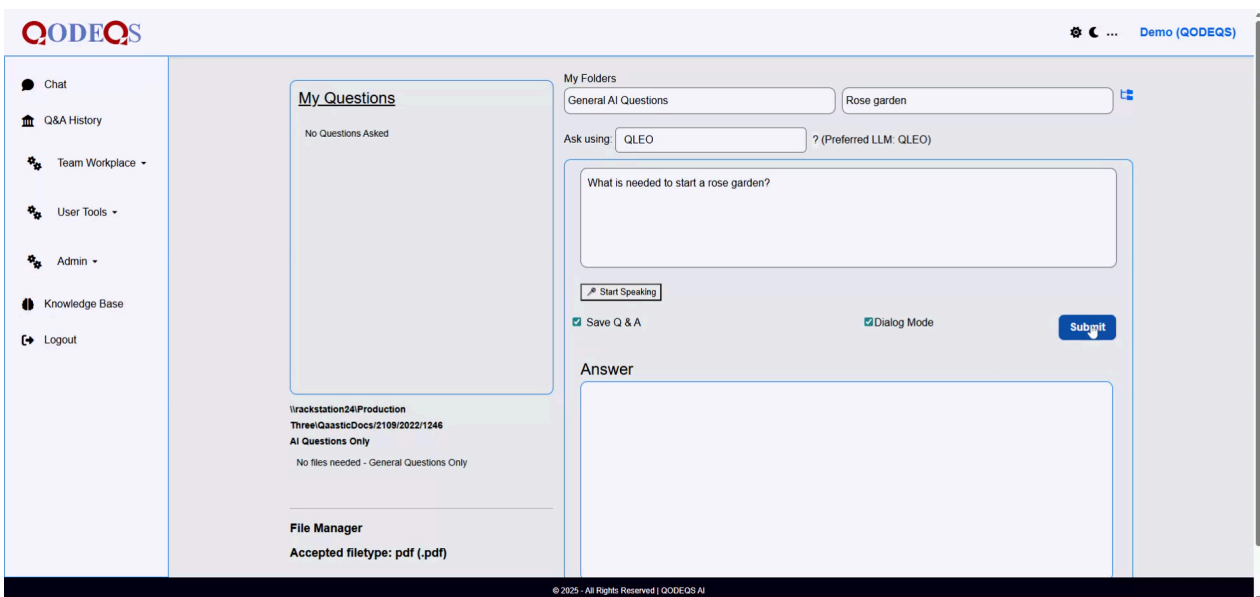 QODEQS
... Demo (QODEQS)
Chat
Q&A History
Team Workplace
User Tools
Admin
Knowledge Base
Logout
My Questions
No Questions Asked
\\rackstation24\Production
Three\QaasticDocs/2109/2022/1246
AI Questions Only
No files needed - General Questions Only
File Manager
Accepted filetype: pdf (.pdf)
My Folders
General AI Questions Rose garden
Ask using: QLEO ? (Preferred LLM: QLEO)
What is needed to start a rose garden?
Start Speaking
Save Q & A Dialog Mode Submit
Answer
© 2025 - All Rights Reserved | QODEQS AI